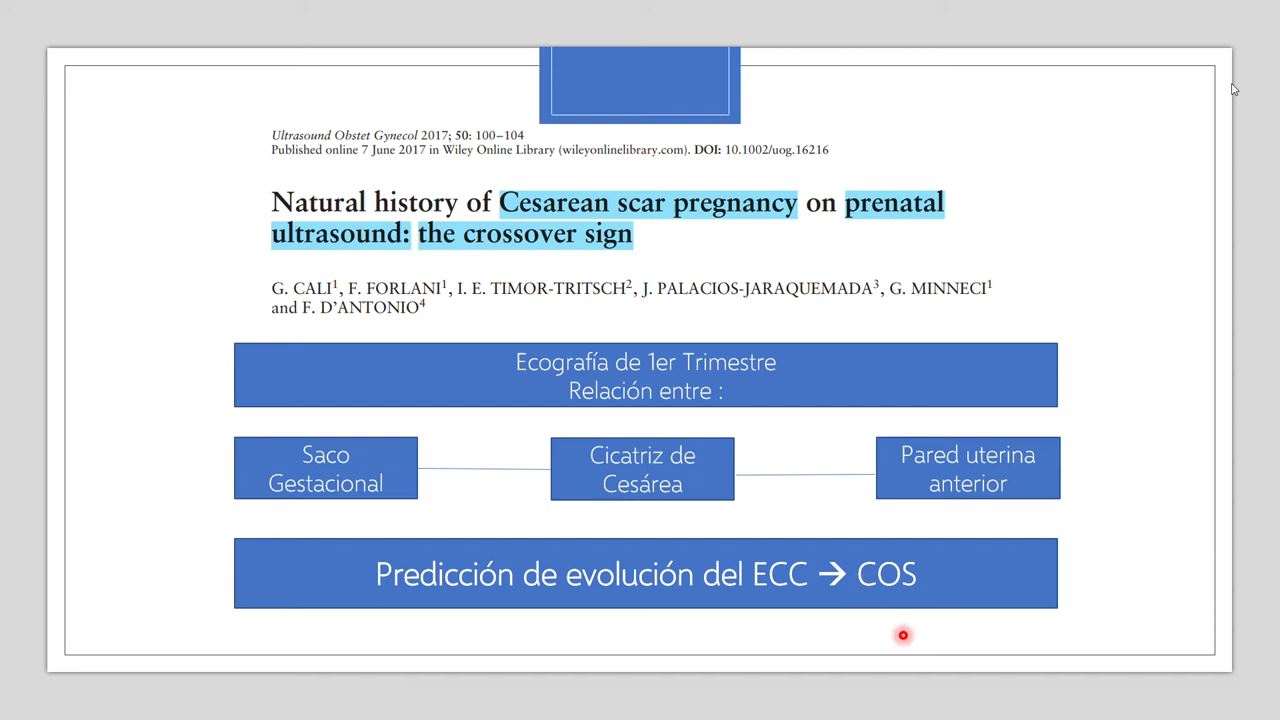 Ultrasound Obstet Gynecol 2017; 50: 100–104
Published online 7 June 2017 in Wiley Online Library (wileyonlinelibrary.com). DOI: 10.1002/uog.16216
Natural history of Cesarean scar pregnancy on prenatal
ultrasound: the crossover sign
G. CALI1, F. FORLANI1, I. E. TIMOR-TRITSCH2, J. PALACIOS-JARAQUEMADA3, G. MINNECI1
and F. D’ANTONIO4
Ecografía de 1er Trimestre
Relación entre :
Saco
Gestacional
Cicatriz de
Cesárea
Pared uterina
anterior
Predicción de evolución del ECC → COS